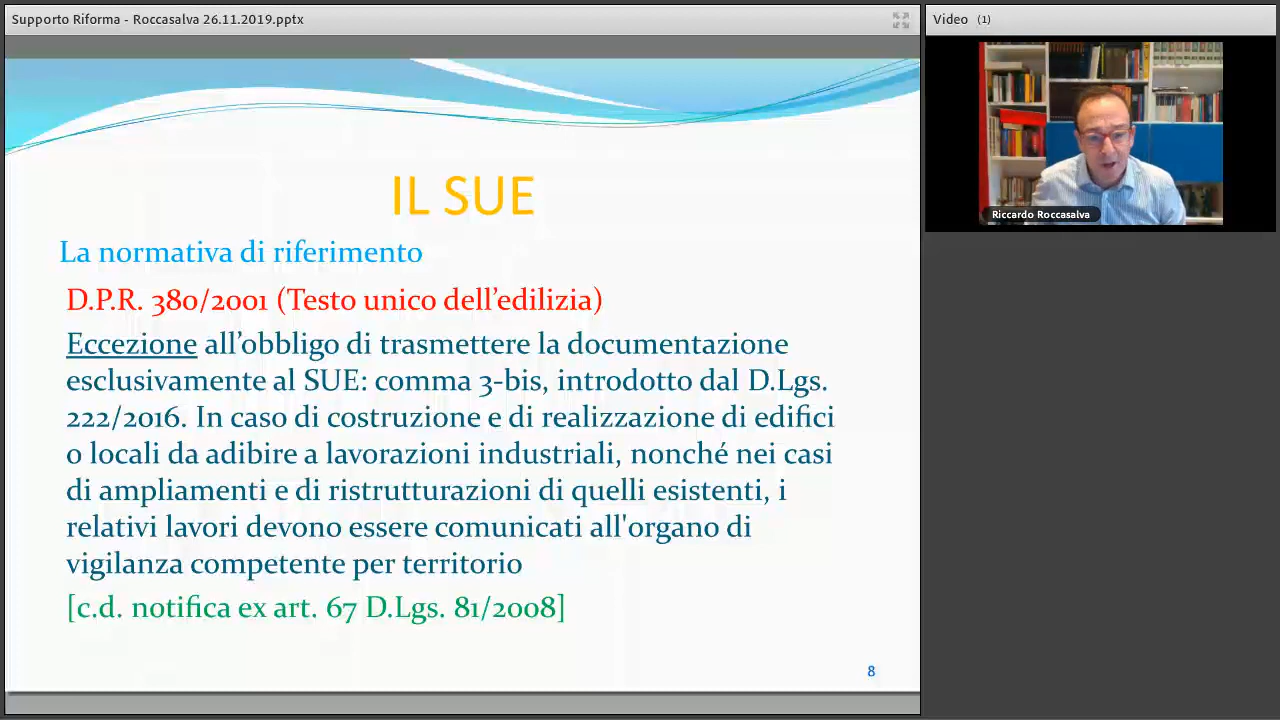 Supporto Riforma - Roccasalva 26.11.2019.pptx
Video (1)
Riccardo Roccasalva
IL SUE
La normativa di riferimento
D.P.R. 380/2001 (Testo unico dell’edilizia)
Eccezione all’obbligo di trasmettere la documentazione
esclusivamente al SUE: comma 3-bis, introdotto dal D.Lgs.
222/2016. In caso di costruzione e di realizzazione di edifici
o locali da adibire a lavorazioni industriali, nonché nei casi
di ampliamenti e di ristrutturazioni di quelli esistenti, i
relativi lavori devono essere comunicati all'organo di
vigilanza competente per territorio
[c.d. notifica ex art. 67 D.Lgs. 81/2008]
8